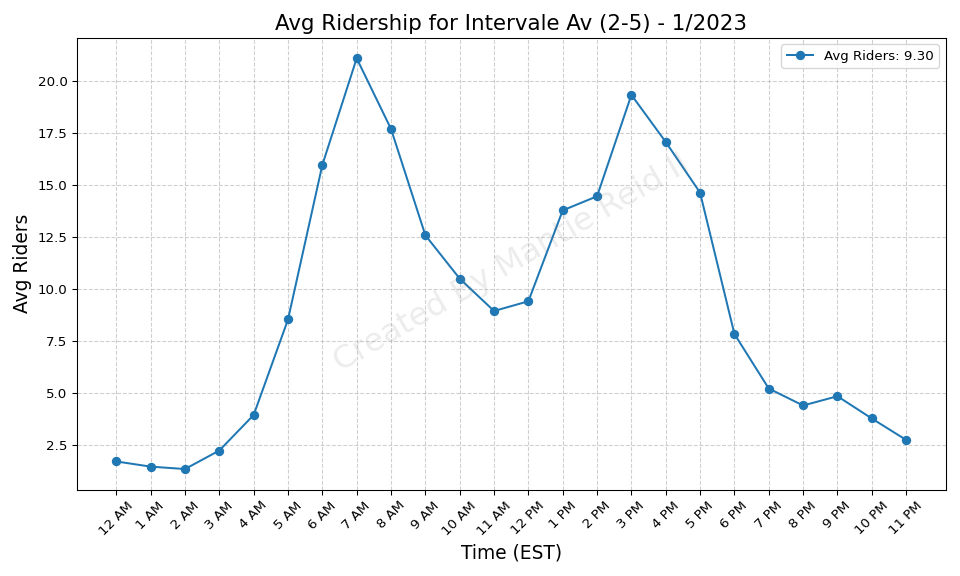 Avg Ridership for Intervale Av (2-5) - 1/2023
Avg Riders: 9.30
20.0
17.5
15.0
12.5
10.0
7.5
5.0
2.5
Avg Riders
Created By Mantie Reid
12 AM
1 AM
2 AM
3 AM
4 AM
5 AM
6 AM
7 AM
8 AM
9 AM
10 AM
11 AM
12 PM
1 PM
2 PM
3 PM
4 PM
5 PM
6 PM
7 PM
8 PM
9 PM
10 PM
11 PM
Time (EST)